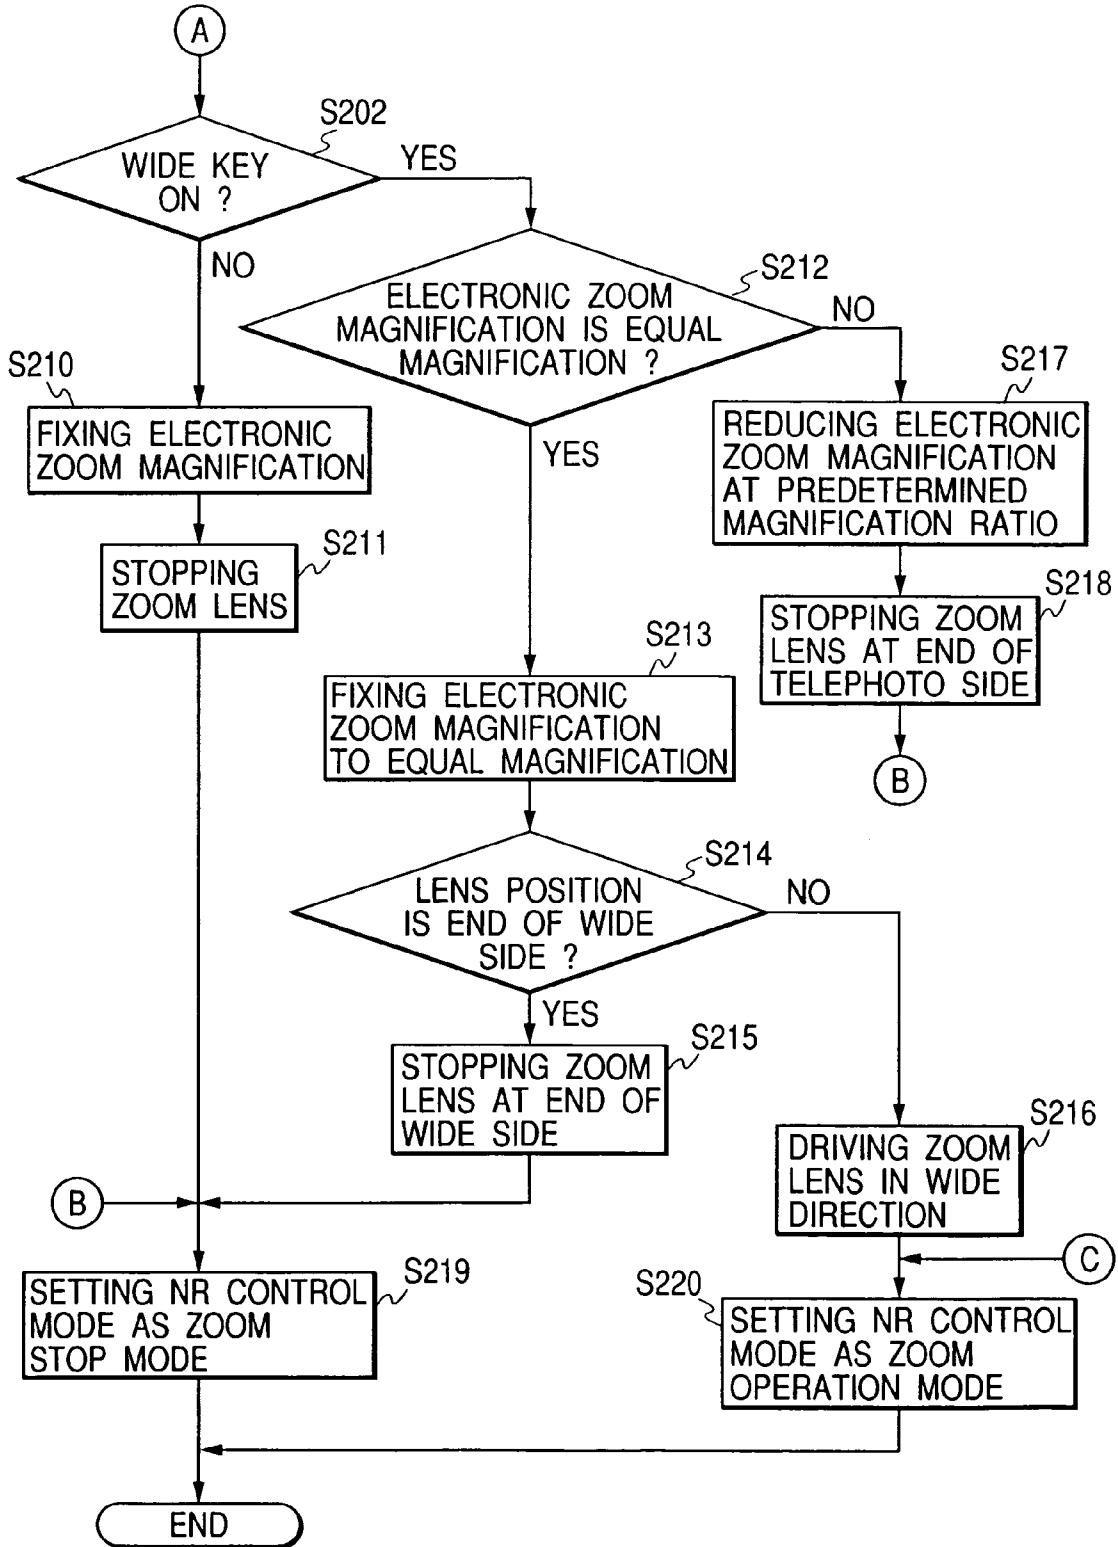 A
S202
WIDE KEY
ON ?
YES
NO
S212
ELECTRONIC ZOOM
MAGNIFICATION IS EQUAL
MAGNIFICATION ?
NO
YES
S210
FIXING ELECTRONIC
ZOOM MAGNIFICATION
S217
REDUCING ELECTRONIC
ZOOM MAGNIFICATION
AT PREDETERMINED
MAGNIFICATION RATIO
S211
STOPPING
ZOOM LENS
S218
STOPPING ZOOM
LENS AT END OF
TELEPHOTO SIDE
B
S213
FIXING ELECTRONIC
ZOOM MAGNIFICATION
TO EQUAL MAGNIFICATION
S214
LENS POSITION
IS END OF WIDE
SIDE ?
NO
YES
S215
STOPPING ZOOM
LENS AT END OF
WIDE SIDE
S216
DRIVING ZOOM
LENS IN WIDE
DIRECTION
B
C
S219
SETTING NR CONTROL
MODE AS ZOOM
STOP MODE
S220
SETTING NR CONTROL
MODE AS ZOOM
OPERATION MODE
END